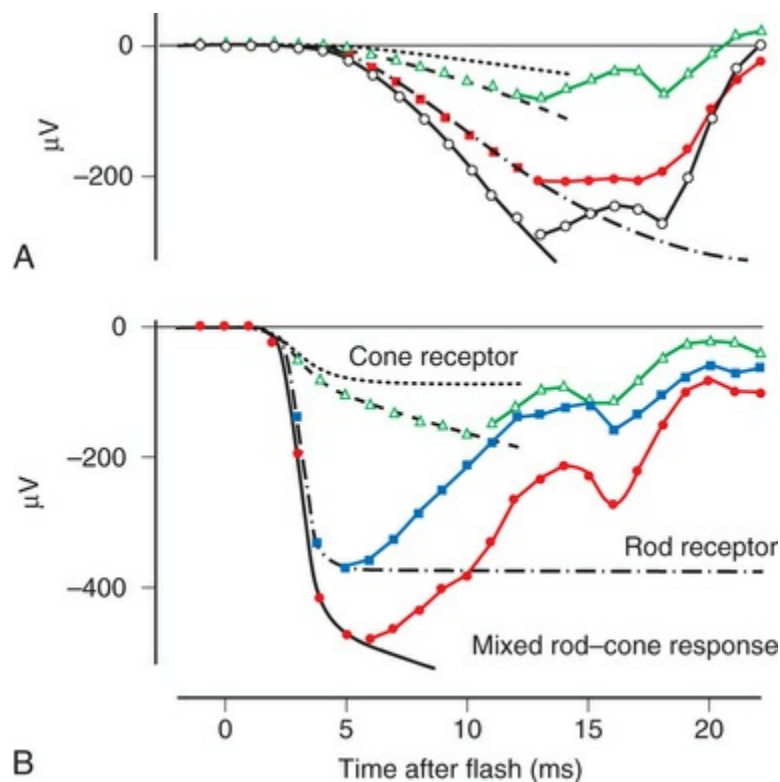 0
μV
−200
A
0
Cone receptor
−200
μV
Rod receptor
−400
Mixed rod–cone response
0 5 10 15 20
B
Time after flash (ms)